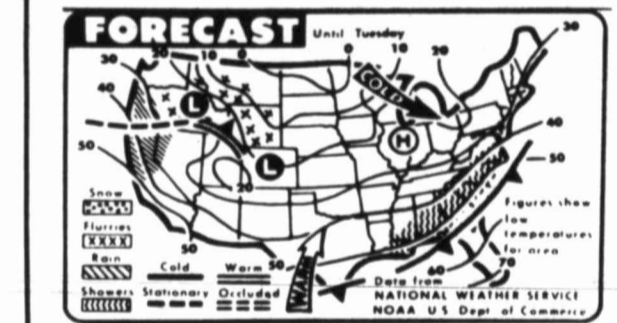 FORECAST Until Tuesday
30 20 10 0 0 10 20 30
40
COLD
L
H
40
50
L
50
20
Snow
Flurries
Rain
Showers
Cold Warm
Stationary Occluded
50
50
WARM
60
70
Figures show
low
temperatures
for area
Data from
NATIONAL WEATHER SERVICE
NOAA U S Dept of Commerce